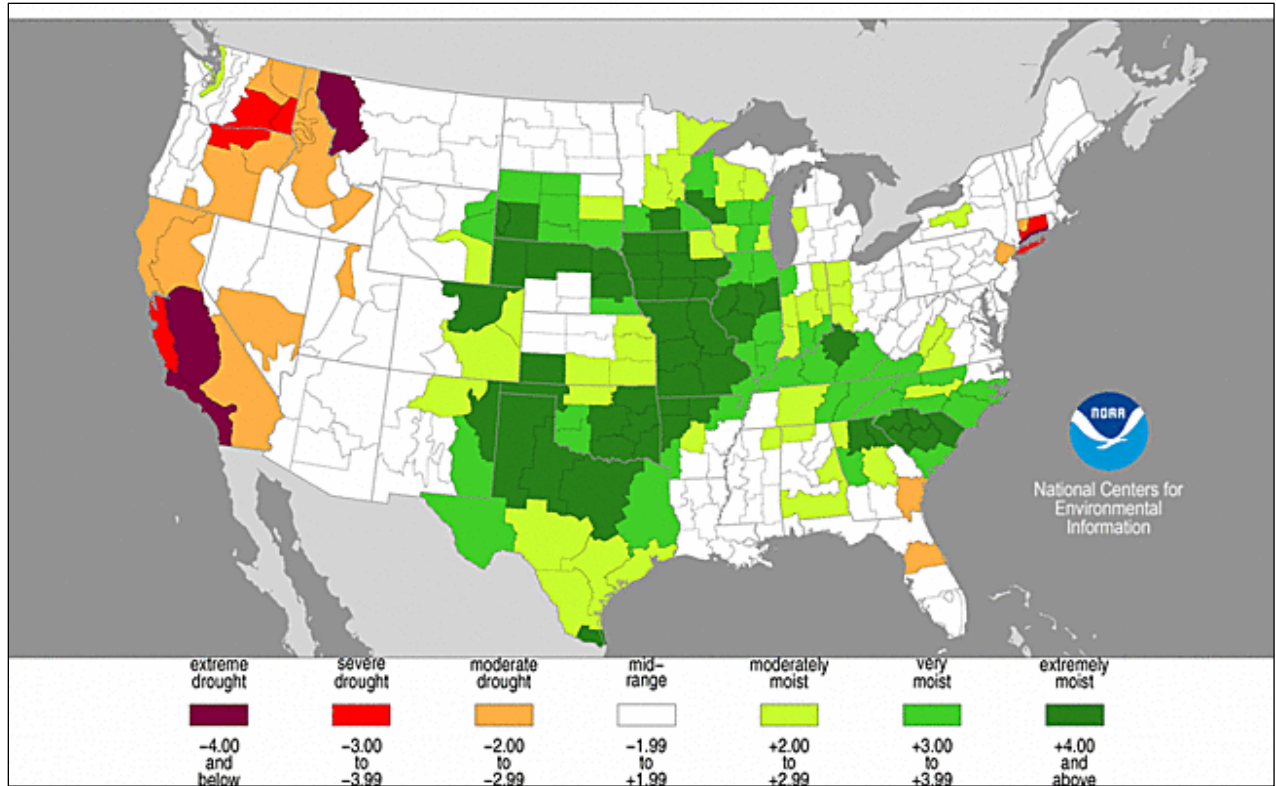 NOAA
National Centers for
Environmental
Information
extreme drought
severe drought
moderate drought
mid–
range
moderately moist
very moist
extremely moist
−4.00 and below
−3.00 to −3.99
−2.00 to −2.99
−1.99 to +1.99
+2.00 to +2.99
+3.00 to +3.99
+4.00 and above